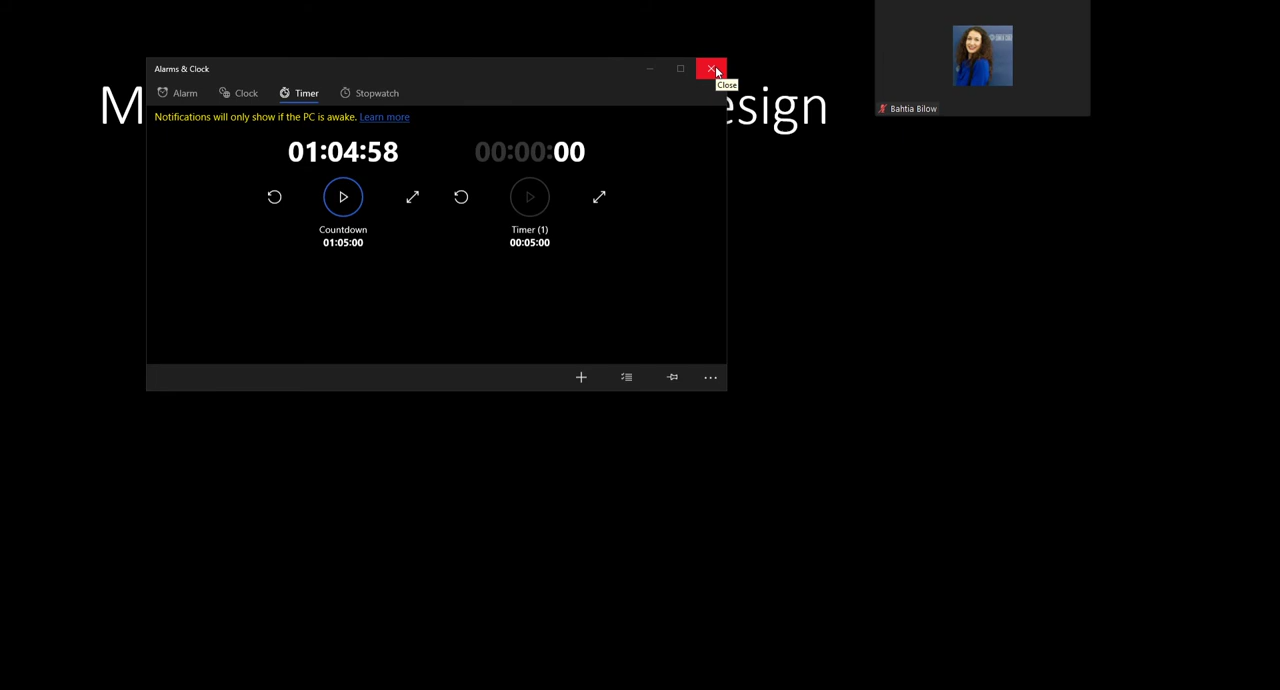 Alarms & Clock
Close
Alarm
Clock
Timer
Stopwatch
M
esign
Notifications will only show if the PC is awake. Learn more
01:04:58
00:00:00
Countdown
01:05:00
Timer (1)
00:05:00
Bahtia Bilow